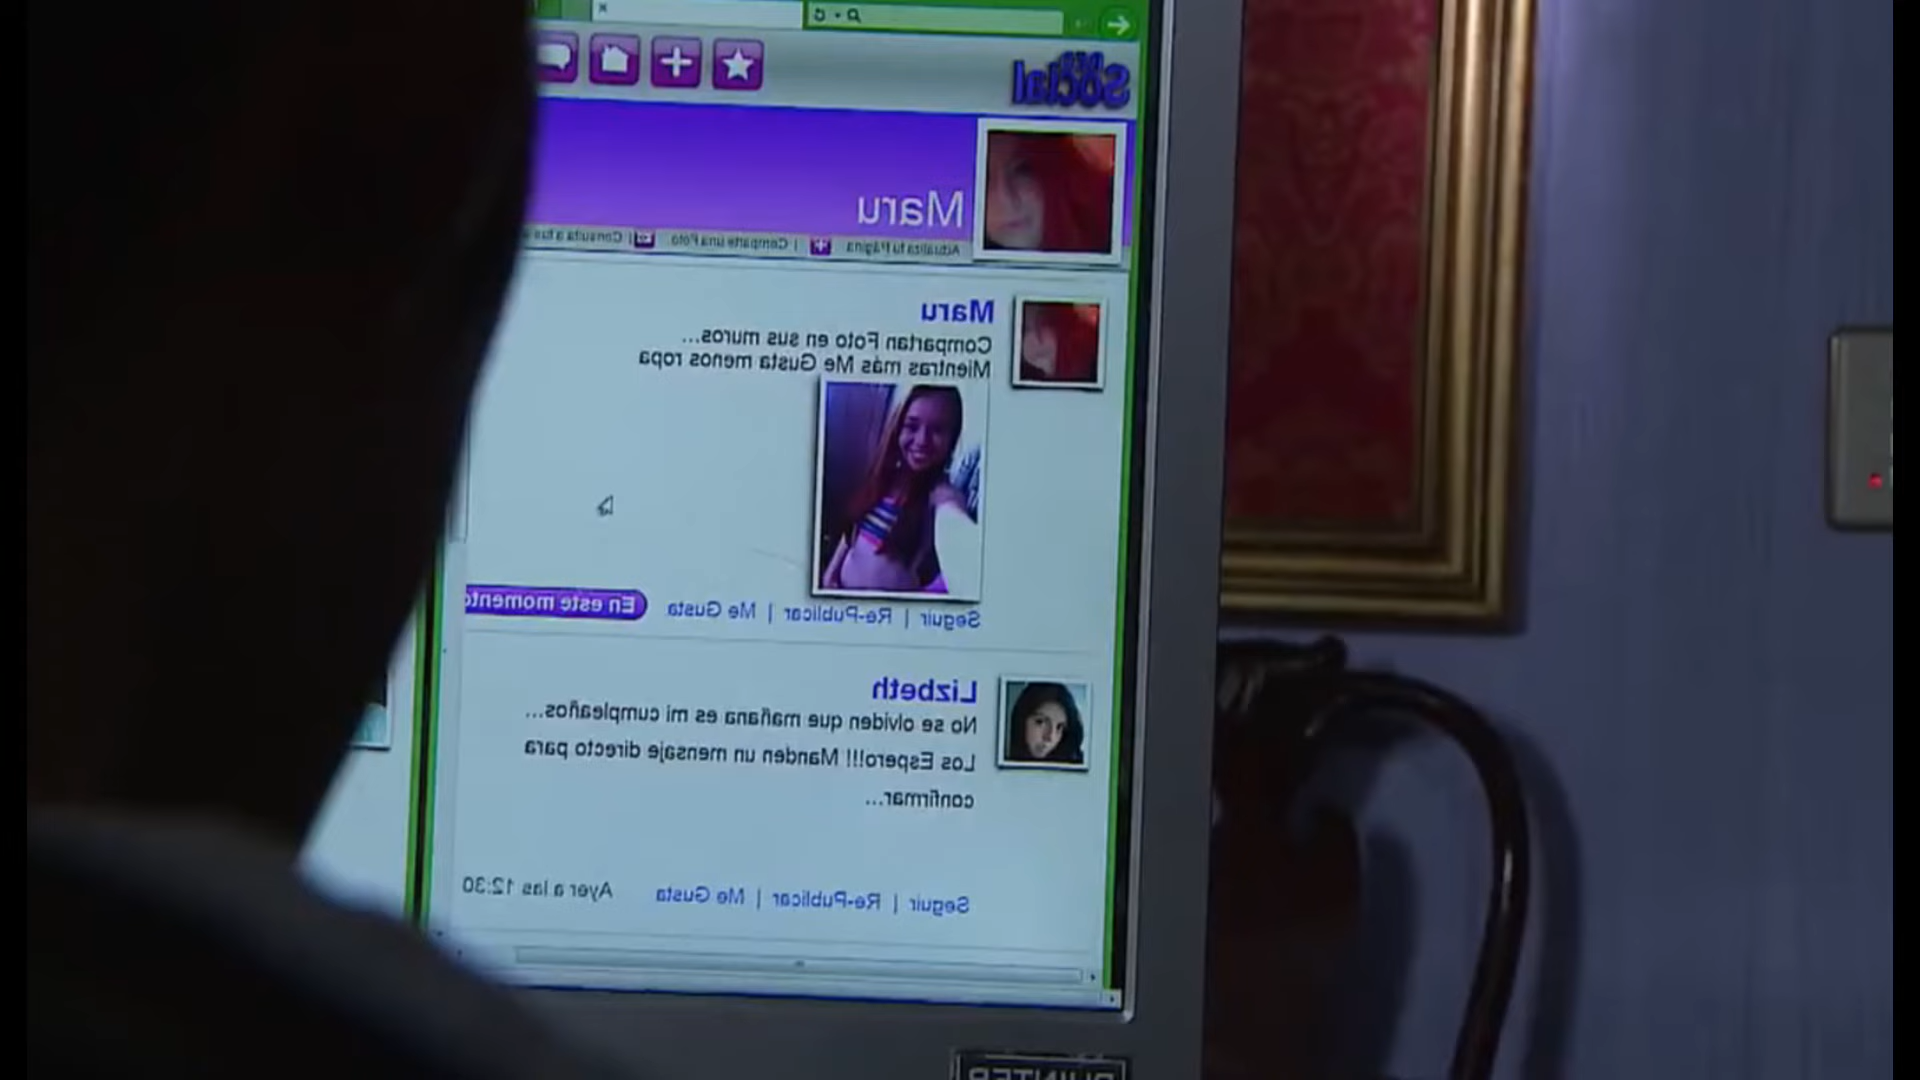 Red
Social
Maru
Actualiza tu Página | Comparte una Foto | Consulta a tus
Maru
Compartan Foto en sus muros...
Mientras más Me Gusta menos ropa
Seguir | Re-Publicar | Me Gusta En este momento
Lizbeth
No se olviden que mañana es mi cumpleaños...
Los Espero!!! Manden un mensaje directo para
confirmar...
Seguir | Re-Publicar | Me Gusta Ayer a las 12:30